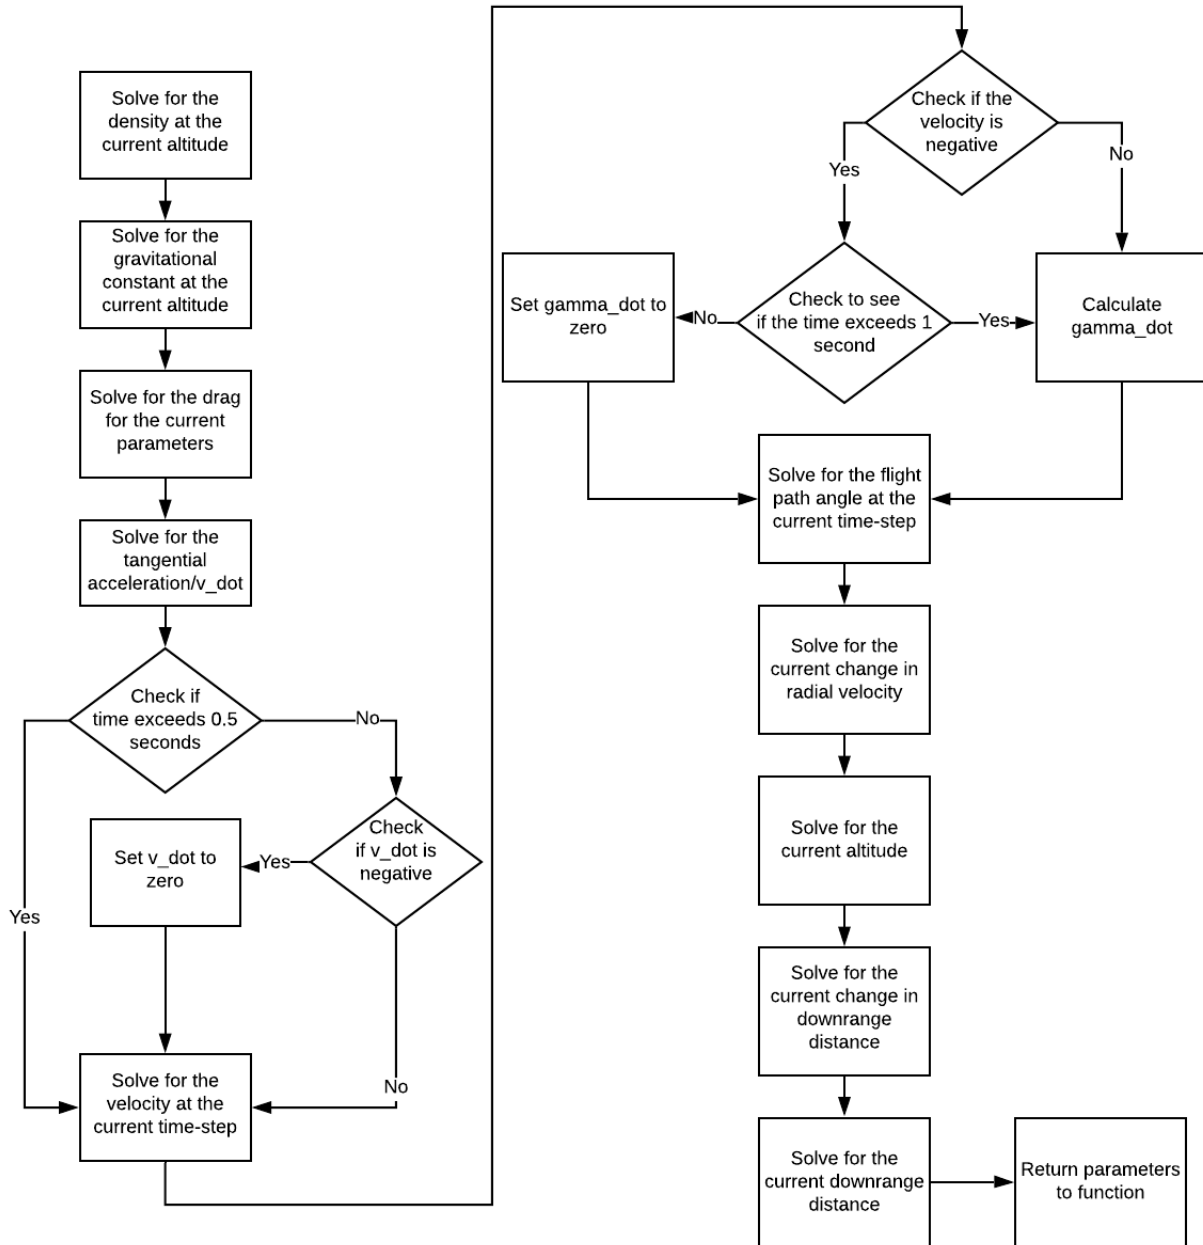 Solve for the
density at the
current altitude
Solve for the
gravitational
constant at the
current altitude
Solve for the drag
for the current
parameters
Solve for the
tangential
acceleration/v_dot
Check if
time exceeds 0.5
seconds
No
Check
if v_dot is
negative
Yes
Set v_dot to
zero
Yes
No
Solve for the
velocity at the
current time-step
Check if the
velocity is
negative
Yes
No
Check to see
if the time exceeds 1
second
No
Yes
Set gamma_dot to
zero
Calculate
gamma_dot
Solve for the flight
path angle at the
current time-step
Solve for the
current change in
radial velocity
Solve for the
current altitude
Solve for the
current change in
downrange
distance
Solve for the
current downrange
distance
Return parameters
to function